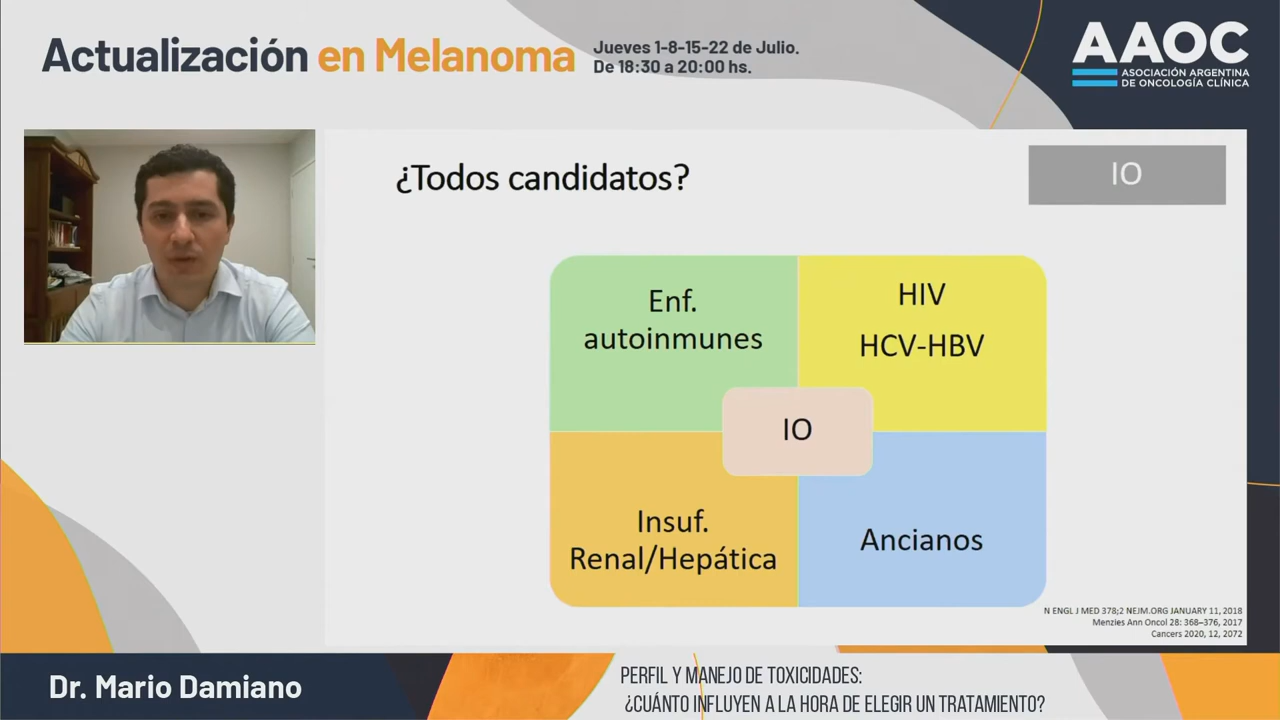 Actualización en Melanoma
Jueves 1-8-15-22 de Julio.
De 18:30 a 20:00 hs.
AAOC
ASOCIACIÓN ARGENTINA
DE ONCOLOGÍA CLÍNICA
¿Todos candidatos?
IO
Enf.
autoinmunes
HIV
HCV-HBV
IO
Insuf.
Renal/Hepática
Ancianos
N ENGL J MED 378;2 NEJM.ORG JANUARY 11, 2018
Menzies Ann Oncol 28: 368–376, 2017
Cancers 2020, 12, 2072
Dr. Mario Damiano
PERFIL Y MANEJO DE TOXICIDADES:
¿CUÁNTO INFLUYEN A LA HORA DE ELEGIR UN TRATAMIENTO?